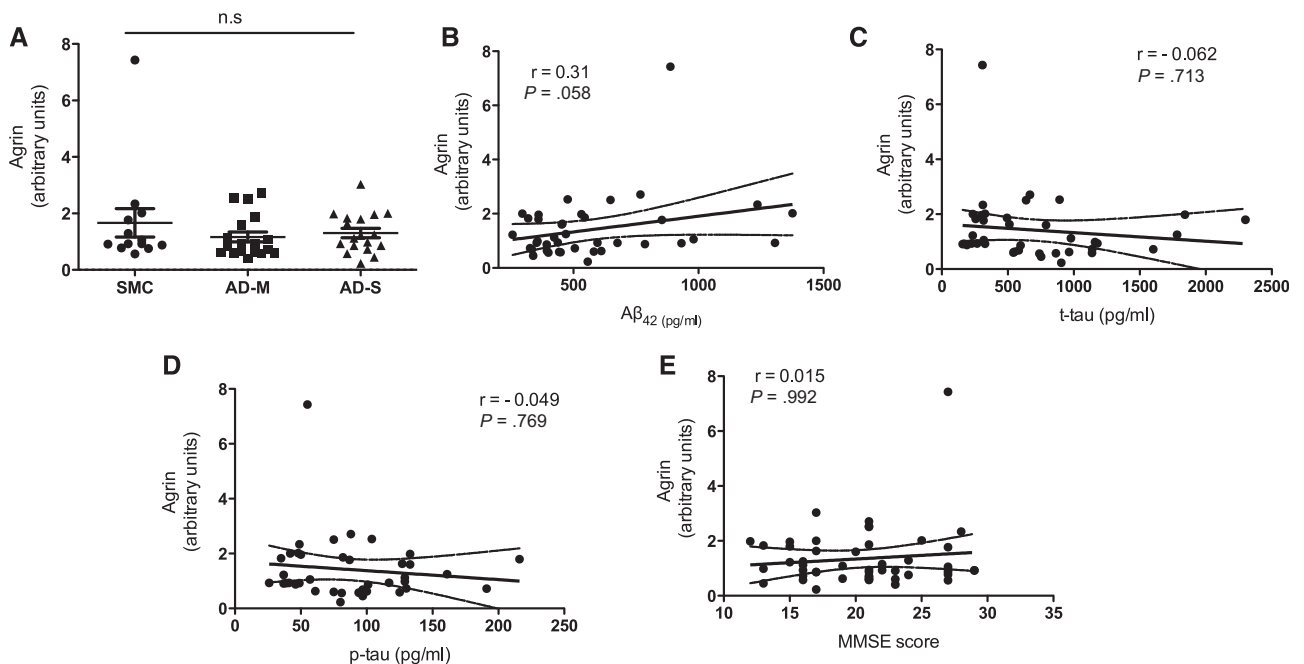 A
n.s
Agrin
(arbitrary units)
8
6
4
2
0
SMC
AD-M
AD-S
B
r = 0.31
P = .058
Agrin
(arbitrary units)
8
6
4
2
0
500
1000
1500
Aβ42 (pg/ml)
C
r = - 0.062
P = .713
Agrin
(arbitrary units)
8
6
4
2
0
0
500
1000
1500
2000
2500
t-tau (pg/ml)
D
r = - 0.049
P = .769
Agrin
(arbitrary units)
8
6
4
2
0
0
50
100
150
200
250
p-tau (pg/ml)
E
r = 0.015
P = .992
Agrin
(arbitrary units)
8
6
4
2
0
10
15
20
25
30
35
MMSE score